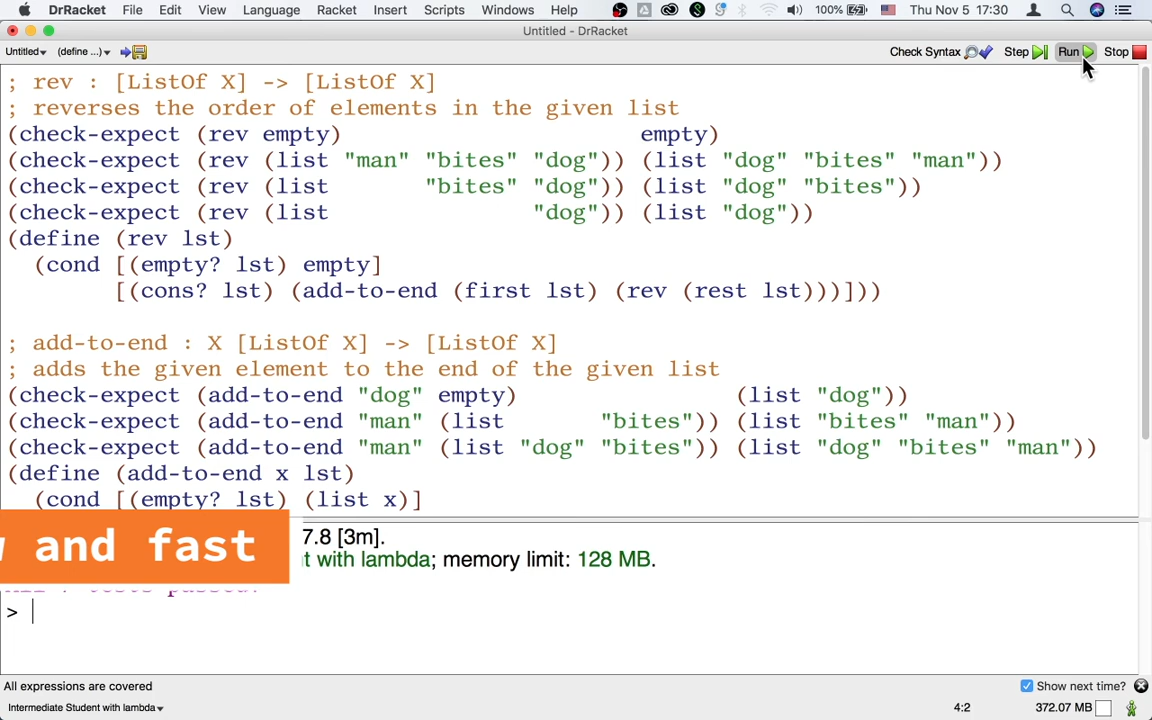 DrRacket File Edit View Language Racket Insert Scripts Windows Help 100% Thu Nov 5 17:30
Untitled - DrRacket
Untitled (define ...) Check Syntax Step Run Stop
; rev : [ListOf X] -> [ListOf X]
; reverses the order of elements in the given list
(check-expect (rev empty) empty)
(check-expect (rev (list "man" "bites" "dog")) (list "dog" "bites" "man"))
(check-expect (rev (list "bites" "dog")) (list "dog" "bites"))
(check-expect (rev (list "dog")) (list "dog"))
(define (rev lst)
(cond [(empty? lst) empty]
[(cons? lst) (add-to-end (first lst) (rev (rest lst)))]))
; add-to-end : X [ListOf X] -> [ListOf X]
; adds the given element to the end of the given list
(check-expect (add-to-end "dog" empty) (list "dog"))
(check-expect (add-to-end "man" (list "bites")) (list "bites" "man"))
(check-expect (add-to-end "man" (list "dog" "bites")) (list "dog" "bites" "man"))
(define (add-to-end x lst)
(cond [(empty? lst) (list x)]
and fast
7.8 [3m].
with lambda; memory limit: 128 MB.
tests passed!
>
All expressions are covered Show next time?
Intermediate Student with lambda 4:2 372.07 MB